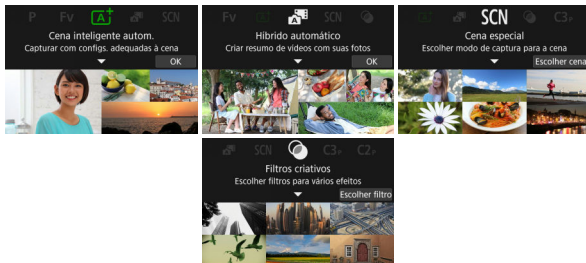 P Fv A+ SCN
Cena inteligente autom.
Capturar com configs. adequadas à cena
OK
Fv A+ SCN
Híbrido automático
Criar resumo de vídeos com suas fotos
OK
A+ SCN C3
Cena especial
Escolher modo de captura para a cena
Escolher cena
SCN C3 C2
Filtros criativos
Escolher filtros para vários efeitos
Escolher filtro